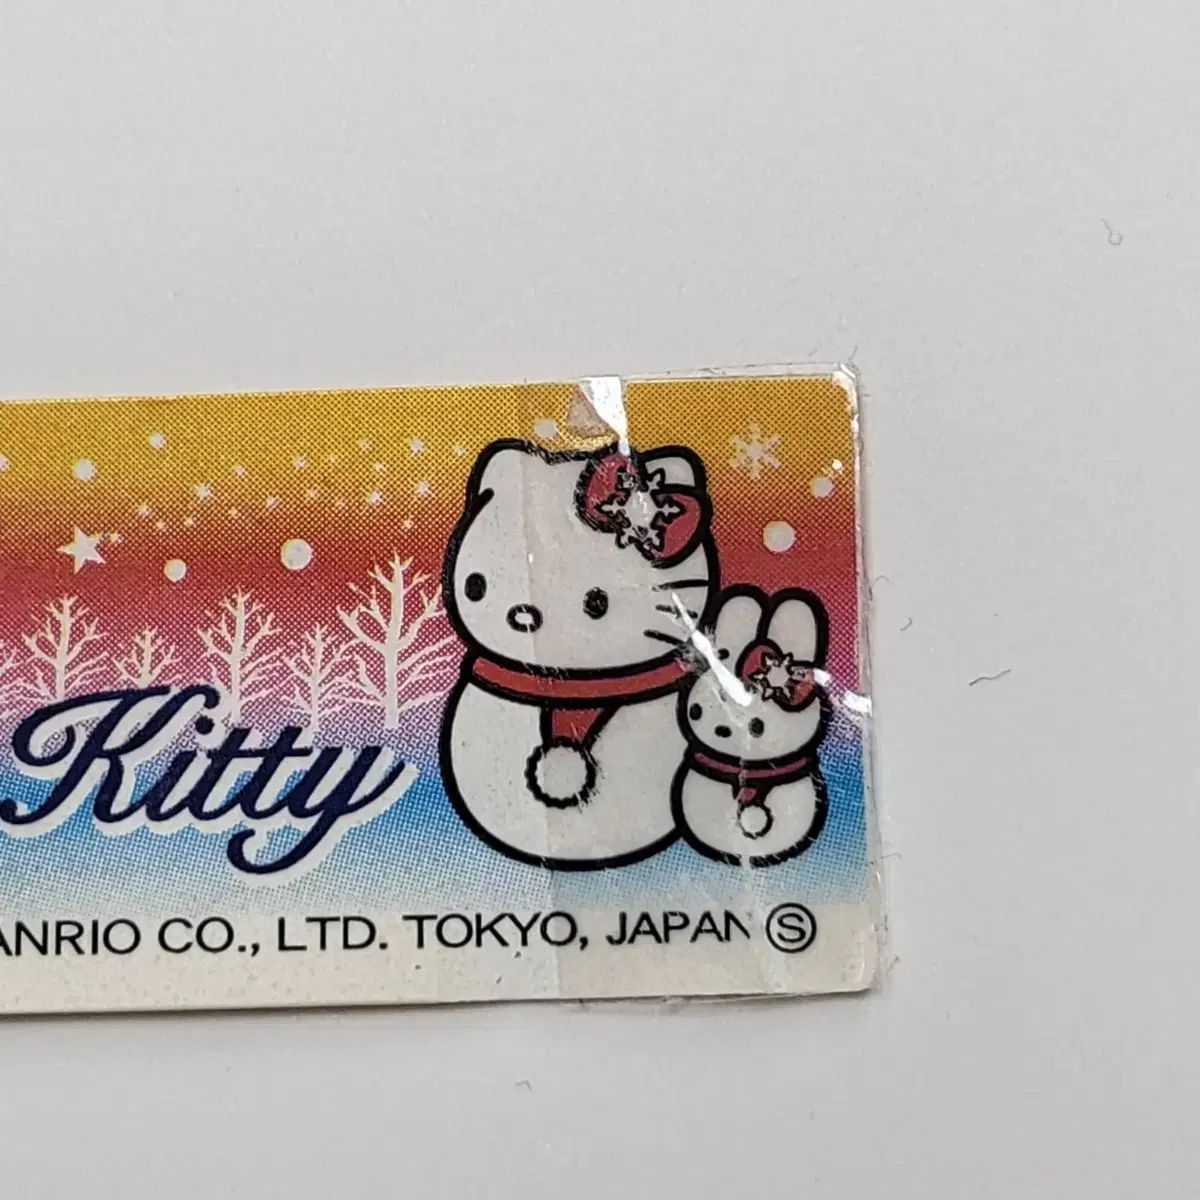 Kitty
ANRIO CO., LTD. TOKYO, JAPAN Ⓢ